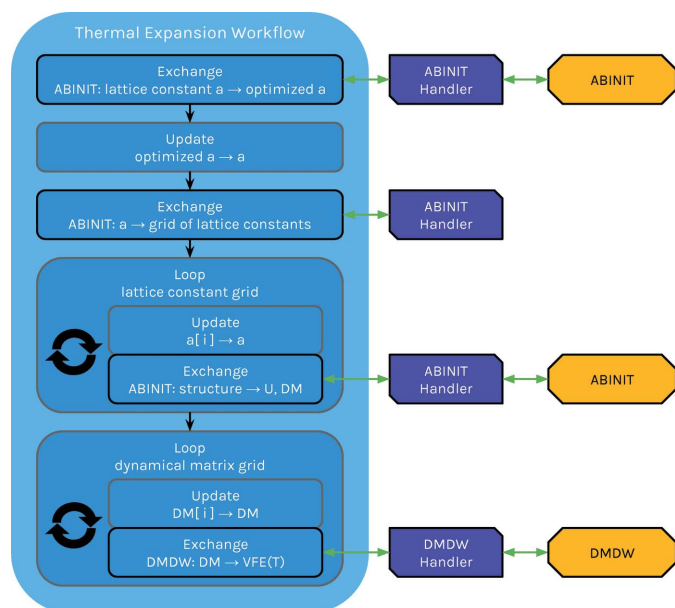 Thermal Expansion Workflow
Exchange
ABINIT: lattice constant a → optimized a
ABINIT
Handler
ABINIT
Update
optimized a → a
Exchange
ABINIT: a → grid of lattice constants
ABINIT
Handler
Loop
lattice constant grid
Update
a[ i ] → a
Exchange
ABINIT: structure → U, DM
ABINIT
Handler
ABINIT
Loop
dynamical matrix grid
Update
DM[ i ] → DM
Exchange
DMDW: DM → VFE(T)
DMDW
Handler
DMDW